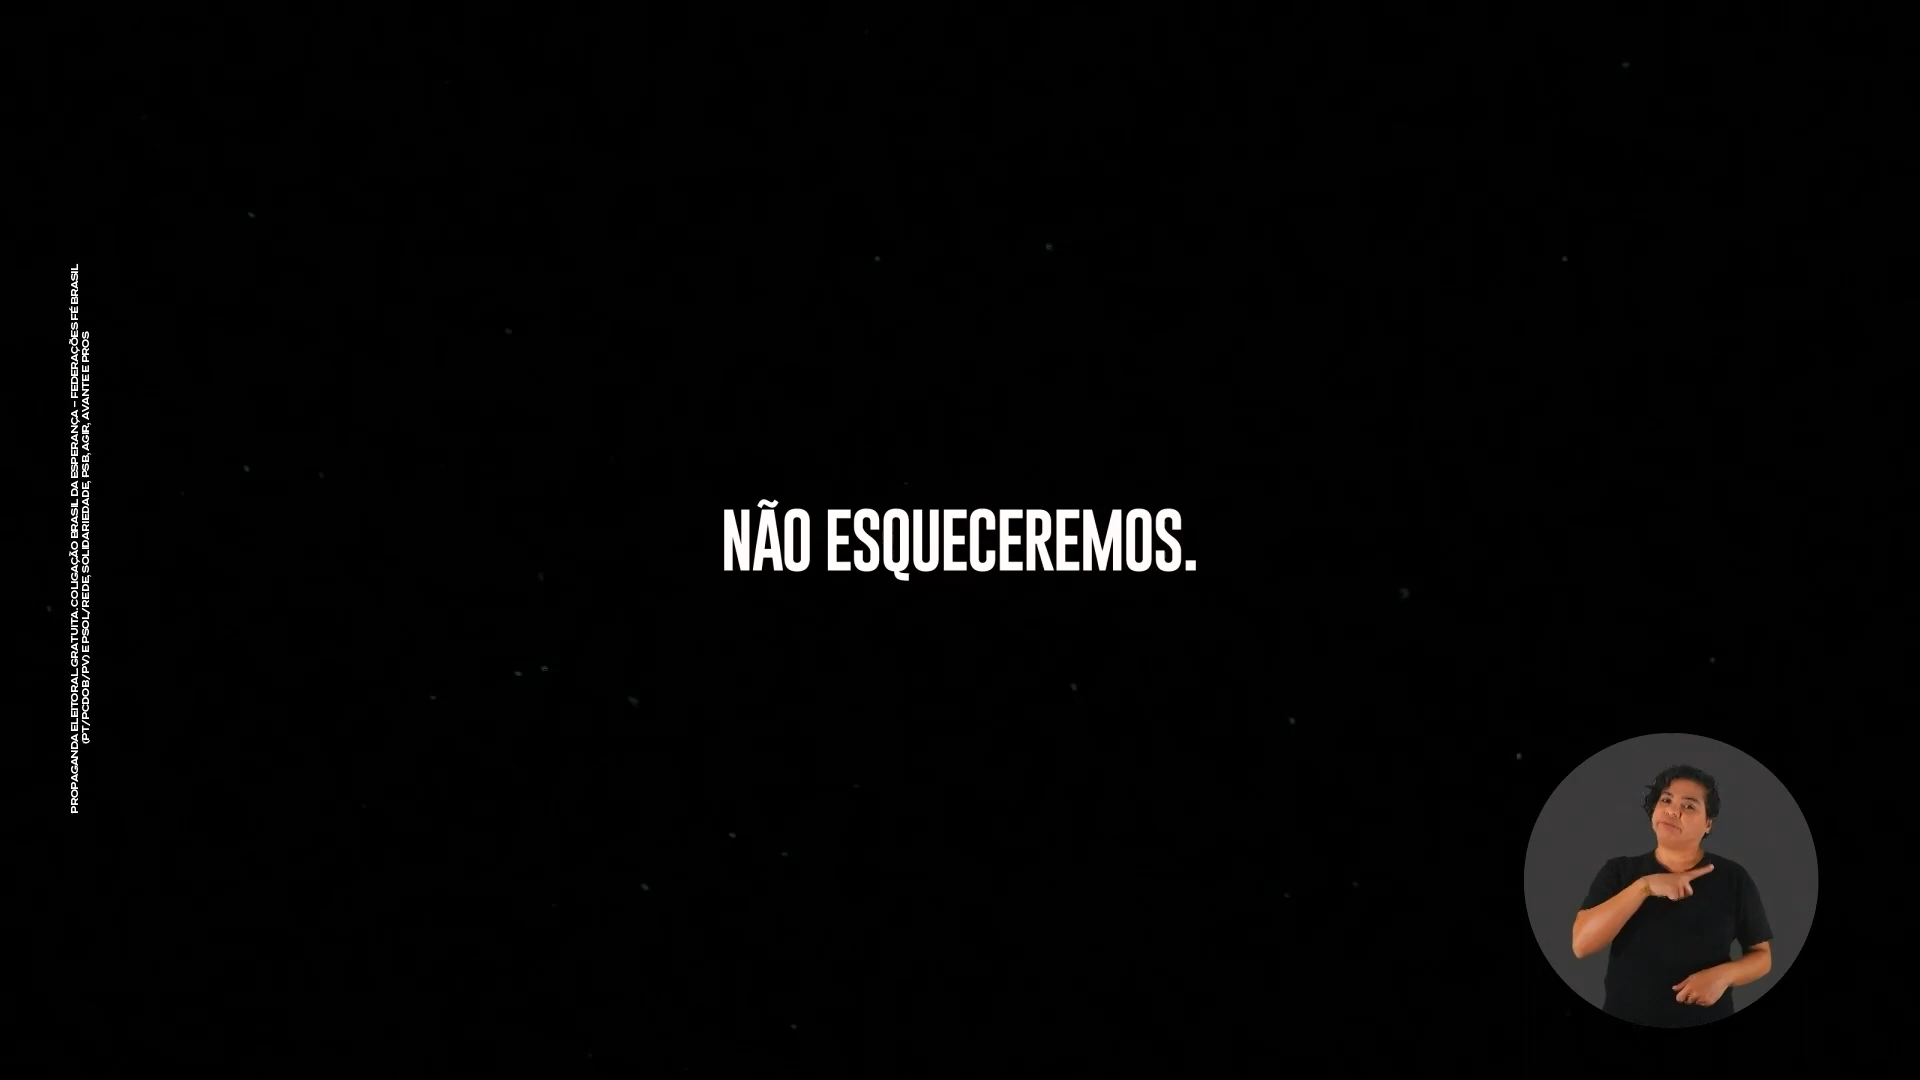 PROPAGANDA ELEITORAL GRATUITA. COLIGAÇÃO BRASIL DA ESPERANÇA – FEDERAÇÕES FÉ BRASIL
(PT/PCDOB/PV) E PSOL/REDE, SOLIDARIEDADE, PSB, AGIR, AVANTE E PROS
NÃO ESQUECEREMOS.